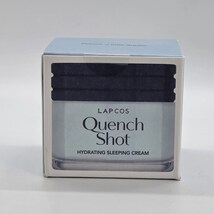 LAPCOS
Quench
Shot
HYDRATING SLEEPING CREAM